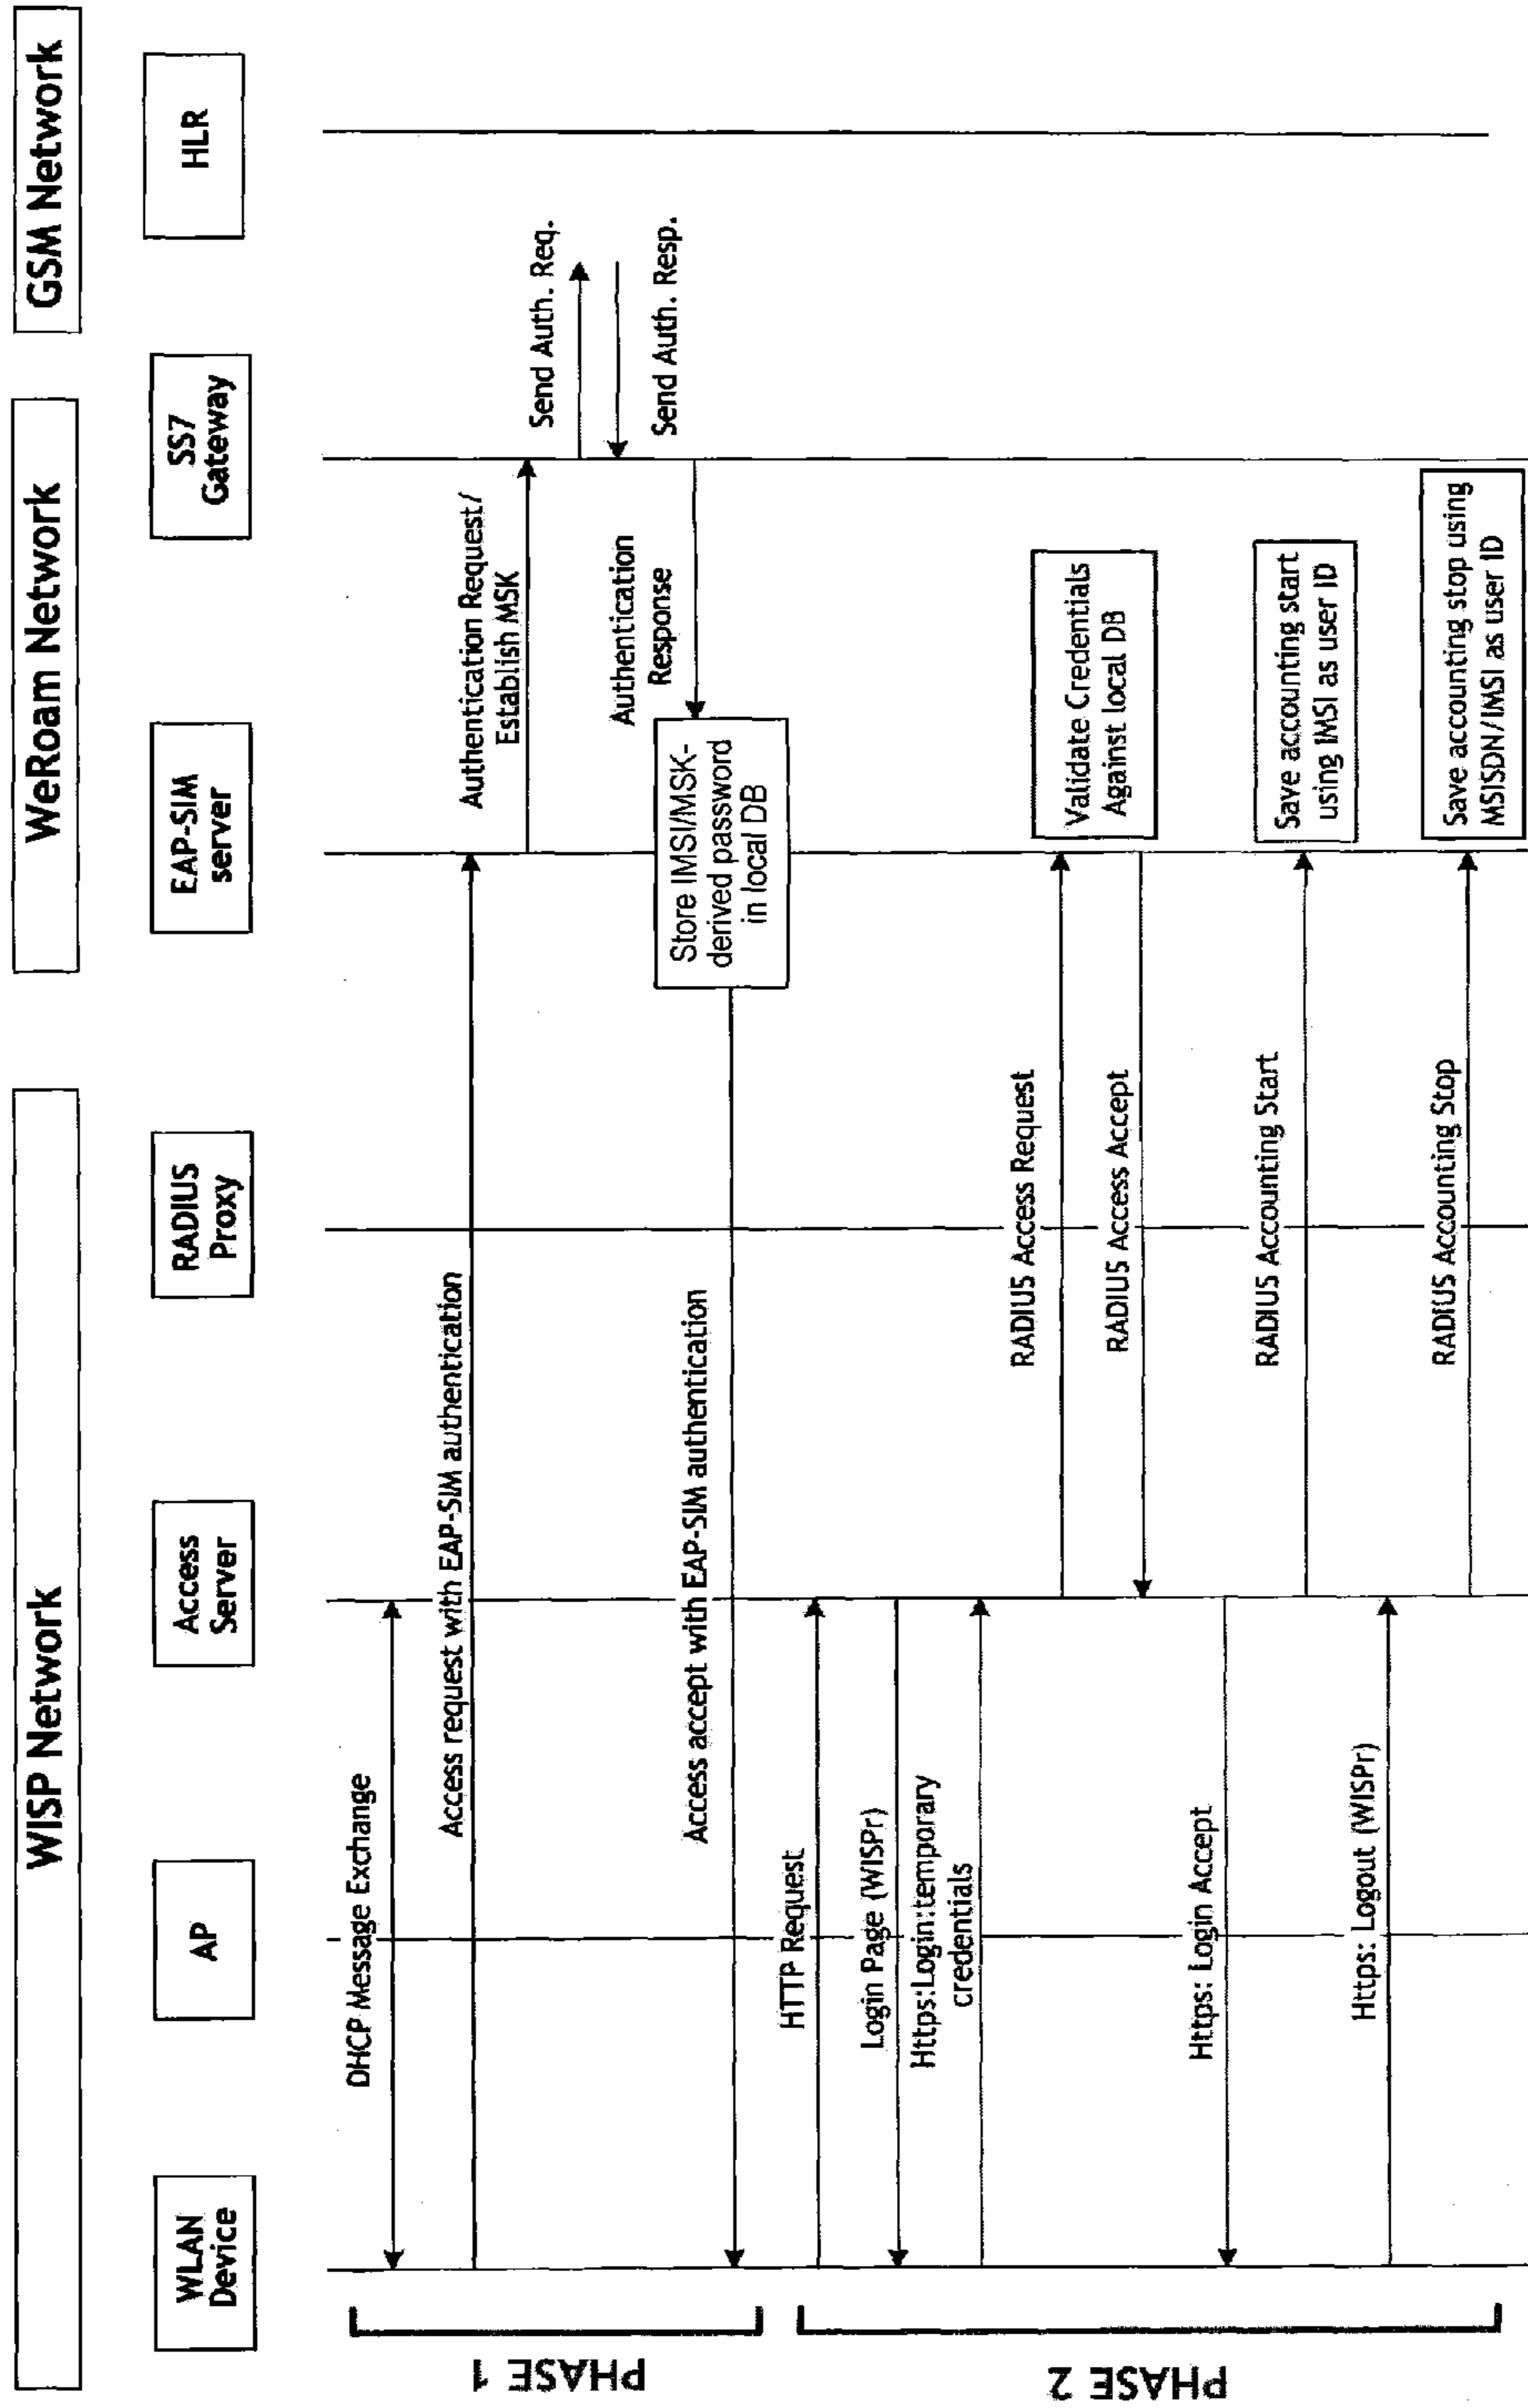 WISP Network
WeRoam Network
GSM Network
WLAN
Device
AP
Access
Server
RADIUS
Proxy
EAP-SIM
server
SS7
Gateway
HLR
PHASE 1
DHCP Message Exchange
Access request with EAP-SIM authentication
Authentication Request/
Establish MSK
Send Auth. Req.
Send Auth. Resp.
Authentication
Response
Store IMSI/MSK-
derived password
in local DB
Access accept with EAP-SIM authentication
PHASE 2
HTTP Request
Login Page (WISPr)
Https:Login:temporary
credentials
RADIUS Access Request
Validate Credentials
Against local DB
RADIUS Access Accept
Https: Login Accept
RADIUS Accounting Start
Save accounting start
using IMSI as user ID
Https: Logout (WISPr)
RADIUS Accounting Stop
Save accounting stop using
MSISDN/IMSI as user ID